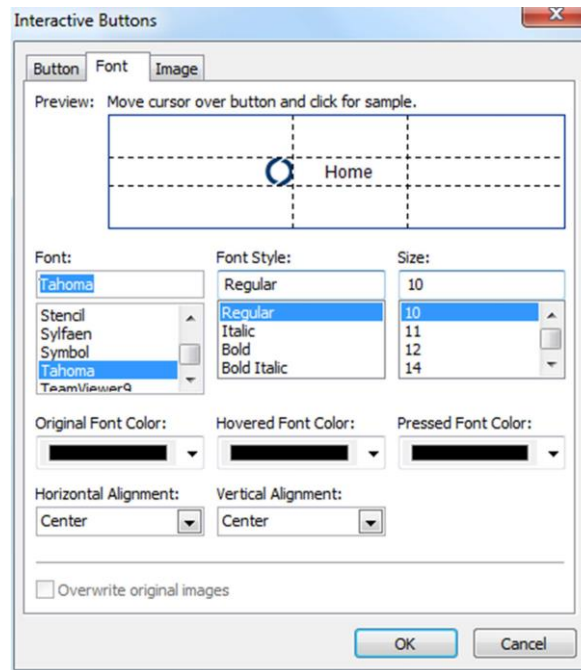 Interactive Buttons
x
Button Font Image
Preview: Move cursor over button and click for sample.
Home
Font: Font Style: Size:
Tahoma Regular 10
Stencil Regular 10
Sylfaen Italic 11
Symbol Bold 12
Tahoma Bold Italic 14
TeamViewer9
Original Font Color: Hovered Font Color: Pressed Font Color:
Horizontal Alignment: Vertical Alignment:
Center Center
Overwrite original images
OK Cancel